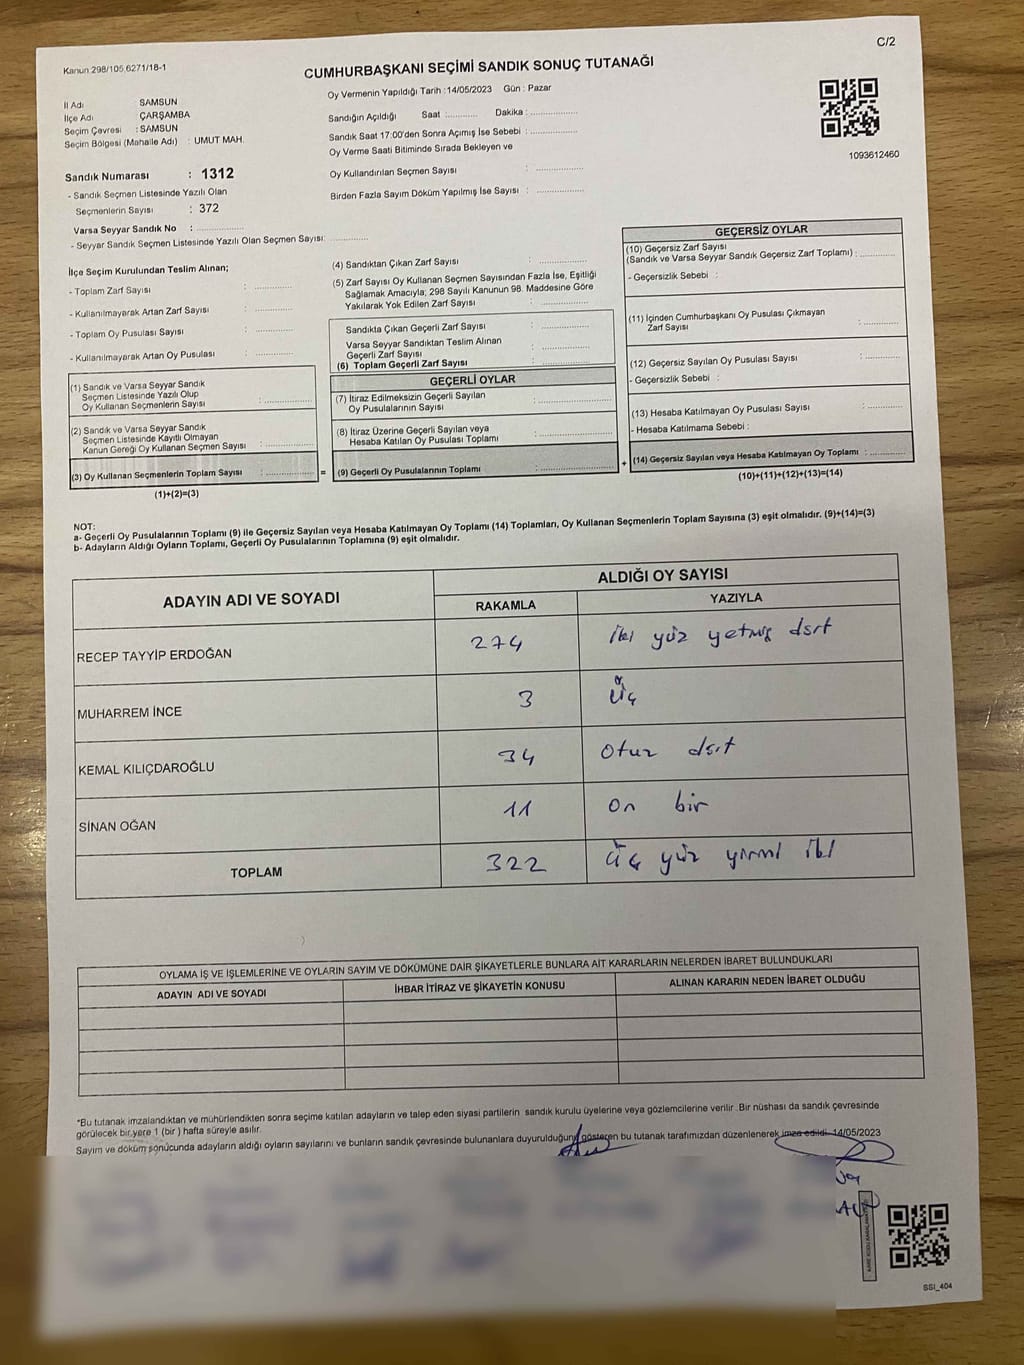 Kanun 298/105,6271/18-1
C/2
CUMHURBAŞKANI SEÇİMİ SANDIK SONUÇ TUTANAĞI
Oy Vermenin Yapıldığı Tarih :14/05/2023 Gün : Pazar
İl Adı SAMSUN
İlçe Adı ÇARŞAMBA
Seçim Çevresi : SAMSUN
Seçim Bölgesi (Mahalle Adı) : UMUT MAH.
Sandık Numarası : 1312
- Sandık Seçmen Listesinde Yazılı Olan
Seçmenlerin Sayısı : 372
Varsa Seyyar Sandık No : ..............
- Seyyar Sandık Seçmen Listesinde Yazılı Olan Seçmen Sayısı: ..............
Sandığın Açıldığı Saat ............ Dakika : ..............
Sandık Saat 17:00'den Sonra Açımış İse Sebebi : ..............
Oy Verme Saati Bitiminde Sırada Bekleyen ve
Oy Kullandırılan Seçmen Sayısı : ..............
Birden Fazla Sayım Döküm Yapılmış İse Sayısı : ..............
1093612460
İlçe Seçim Kurulundan Teslim Alınan;
- Toplam Zarf Sayısı : ..............
- Kullanılmayarak Artan Zarf Sayısı : ..............
- Toplam Oy Pusulası Sayısı : ..............
- Kullanılmayarak Artan Oy Pusulası : ..............
(1) Sandık ve Varsa Seyyar Sandık
Seçmen Listesinde Yazılı Olup
Oy Kullanan Seçmenlerin Sayısı : ..............
(2) Sandık ve Varsa Seyyar Sandık
Seçmen Listesinde Kayıtlı Olmayan
Kanun Gereği Oy Kullanan Seçmen Sayısı : ..............
(3) Oy Kullanan Seçmenlerin Toplam Sayısı : .............. =
(1)+(2)=(3)
(4) Sandıktan Çıkan Zarf Sayısı : ..............
(5) Zarf Sayısı Oy Kullanan Seçmen Sayısından Fazla İse, Eşitliği
Sağlamak Amacıyla; 298 Sayılı Kanunun 98. Maddesine Göre
Yakılarak Yok Edilen Zarf Sayısı : ..............
Sandıkta Çıkan Geçerli Zarf Sayısı : ..............
Varsa Seyyar Sandıktan Teslim Alınan
Geçerli Zarf Sayısı : ..............
(6) Toplam Geçerli Zarf Sayısı : ..............
GEÇERLİ OYLAR
(7) İtiraz Edilmeksizin Geçerli Sayılan
Oy Pusulalarının Sayısı : ..............
(8) İtiraz Üzerine Geçerli Sayılan veya
Hesaba Katılan Oy Pusulası Toplamı : ..............
(9) Geçerli Oy Pusulalarının Toplamı : .............. +
GEÇERSİZ OYLAR
(10) Geçersiz Zarf Sayısı
(Sandık ve Varsa Seyyar Sandık Geçersiz Zarf Toplamı) : ..............
- Geçersizlik Sebebi :
(11) İçinden Cumhurbaşkanı Oy Pusulası Çıkmayan
Zarf Sayısı : ..............
(12) Geçersiz Sayılan Oy Pusulası Sayısı : ..............
- Geçersizlik Sebebi :
(13) Hesaba Katılmayan Oy Pusulası Sayısı : ..............
- Hesaba Katılmama Sebebi :
(14) Geçersiz Sayılan veya Hesaba Katılmayan Oy Toplamı : ..............
(10)+(11)+(12)+(13)=(14)
NOT:
a- Geçerli Oy Pusulalarının Toplamı (9) ile Geçersiz Sayılan veya Hesaba Katılmayan Oy Toplamı (14) Toplamları, Oy Kullanan Seçmenlerin Toplam Sayısına (3) eşit olmalıdır. (9)+(14)=(3)
b- Adayların Aldığı Oyların Toplamı, Geçerli Oy Pusulalarının Toplamına (9) eşit olmalıdır.
ADAYIN ADI VE SOYADI ALDIĞI OY SAYISI
RAKAMLA YAZIYLA
RECEP TAYYİP ERDOĞAN 274 iki yüz yetmiş dört
MUHARREM İNCE 3 üç
KEMAL KILIÇDAROĞLU 34 otuz dört
SİNAN OĞAN 11 on bir
TOPLAM 322 üç yüz yirmi iki
OYLAMA İŞ VE İŞLEMLERİNE VE OYLARIN SAYIM VE DÖKÜMÜNE DAİR ŞİKAYETLERLE BUNLARA AİT KARARLARIN NELERDEN İBARET BULUNDUKLARI
ADAYIN ADI VE SOYADI İHBAR İTİRAZ VE ŞİKAYETİN KONUSU ALINAN KARARIN NEDEN İBARET OLDUĞU
*Bu tutanak imzalandıktan ve mühürlendikten sonra seçime katılan adayların ve talep eden siyasi partilerin sandık kurulu üyelerine veya gözlemcilerine verilir .Bir nüshası da sandık çevresinde
görülecek bir yere 1 (bir ) hafta süreyle asılır.
Sayım ve döküm sonucunda adayların aldığı oyların sayılarını ve bunların sandık çevresinde bulunanlara duyurulduğunu gösteren bu tutanak tarafımızdan düzenlenerek imza edildi. 14/05/2023
SSI_404